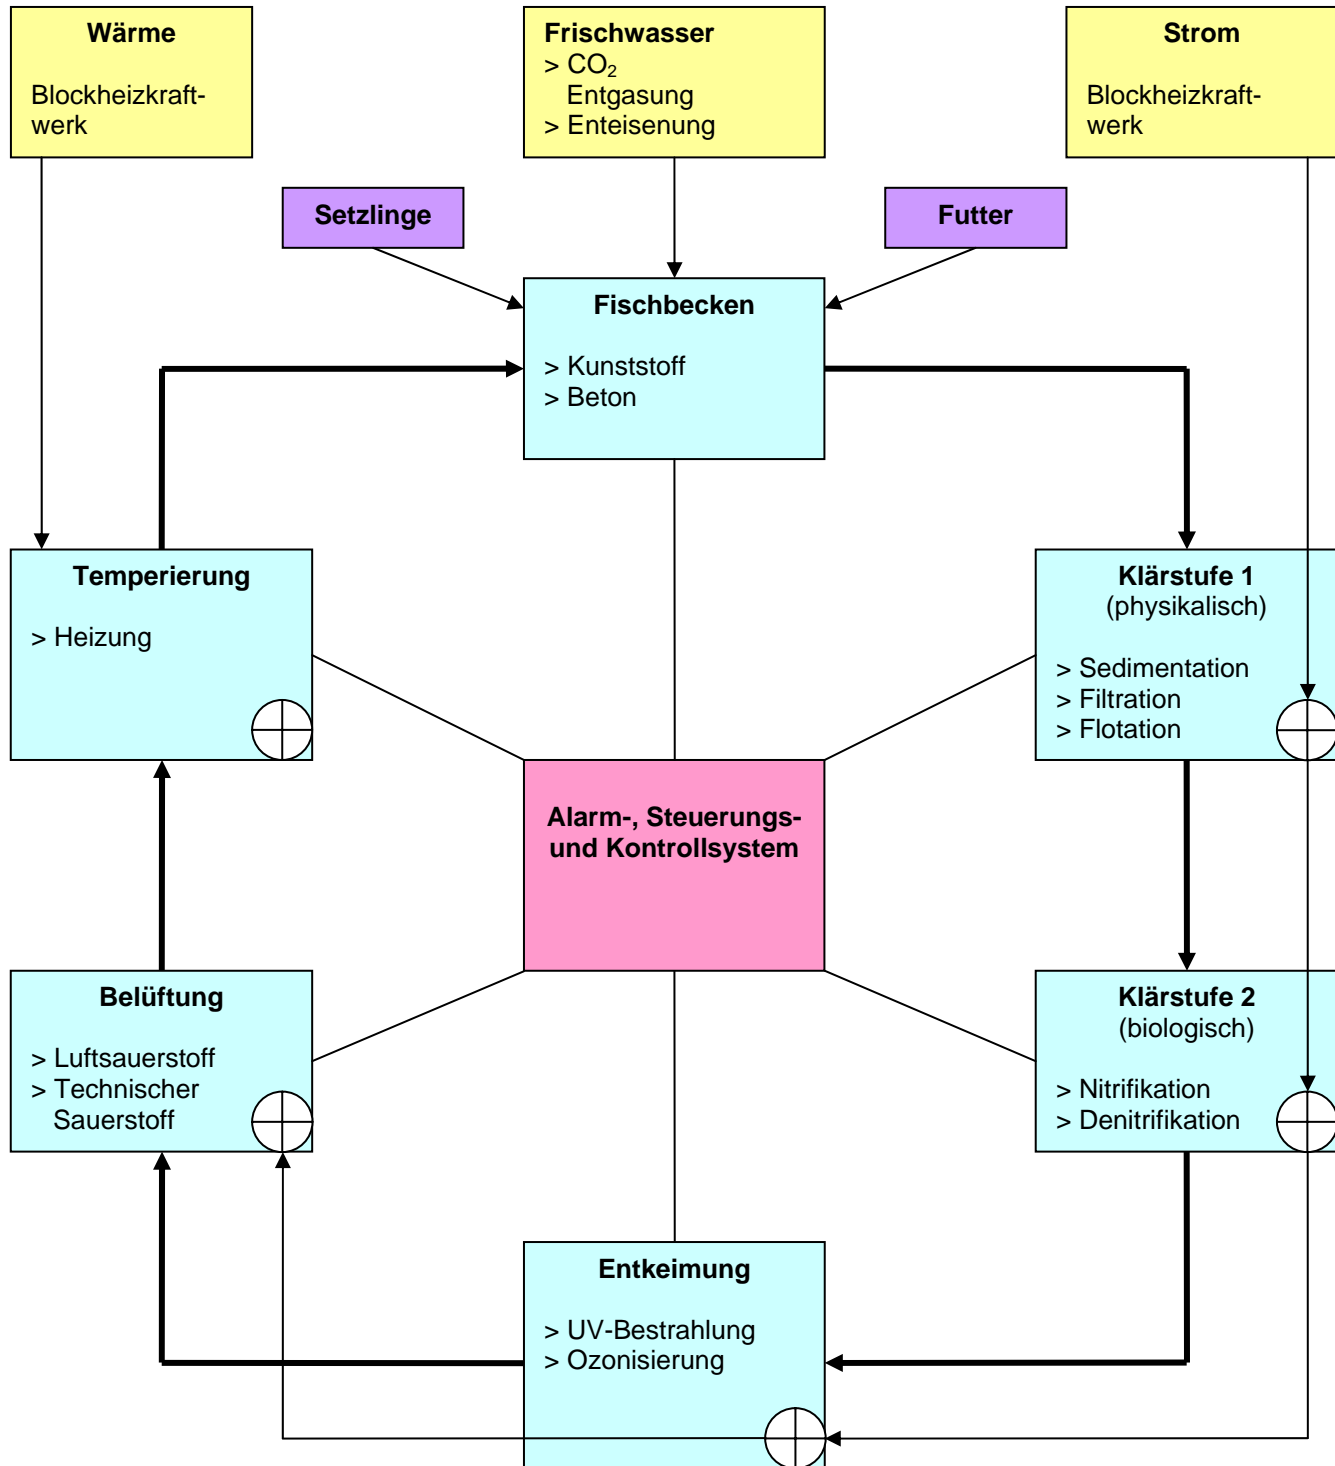 Wärme
Blockheizkraft-
werk
Frischwasser
> CO₂
Entgasung
> Enteisenung
Strom
Blockheizkraft-
werk
Setzlinge
Futter
Fischbecken
> Kunststoff
> Beton
Temperierung
> Heizung
Klärstufe 1
(physikalisch)
> Sedimentation
> Filtration
> Flotation
Alarm-, Steuerungs-
und Kontrollsystem
Belüftung
> Luftsauerstoff
> Technischer
Sauerstoff
Klärstufe 2
(biologisch)
> Nitrifikation
> Denitrifikation
Entkeimung
> UV-Bestrahlung
> Ozonisierung